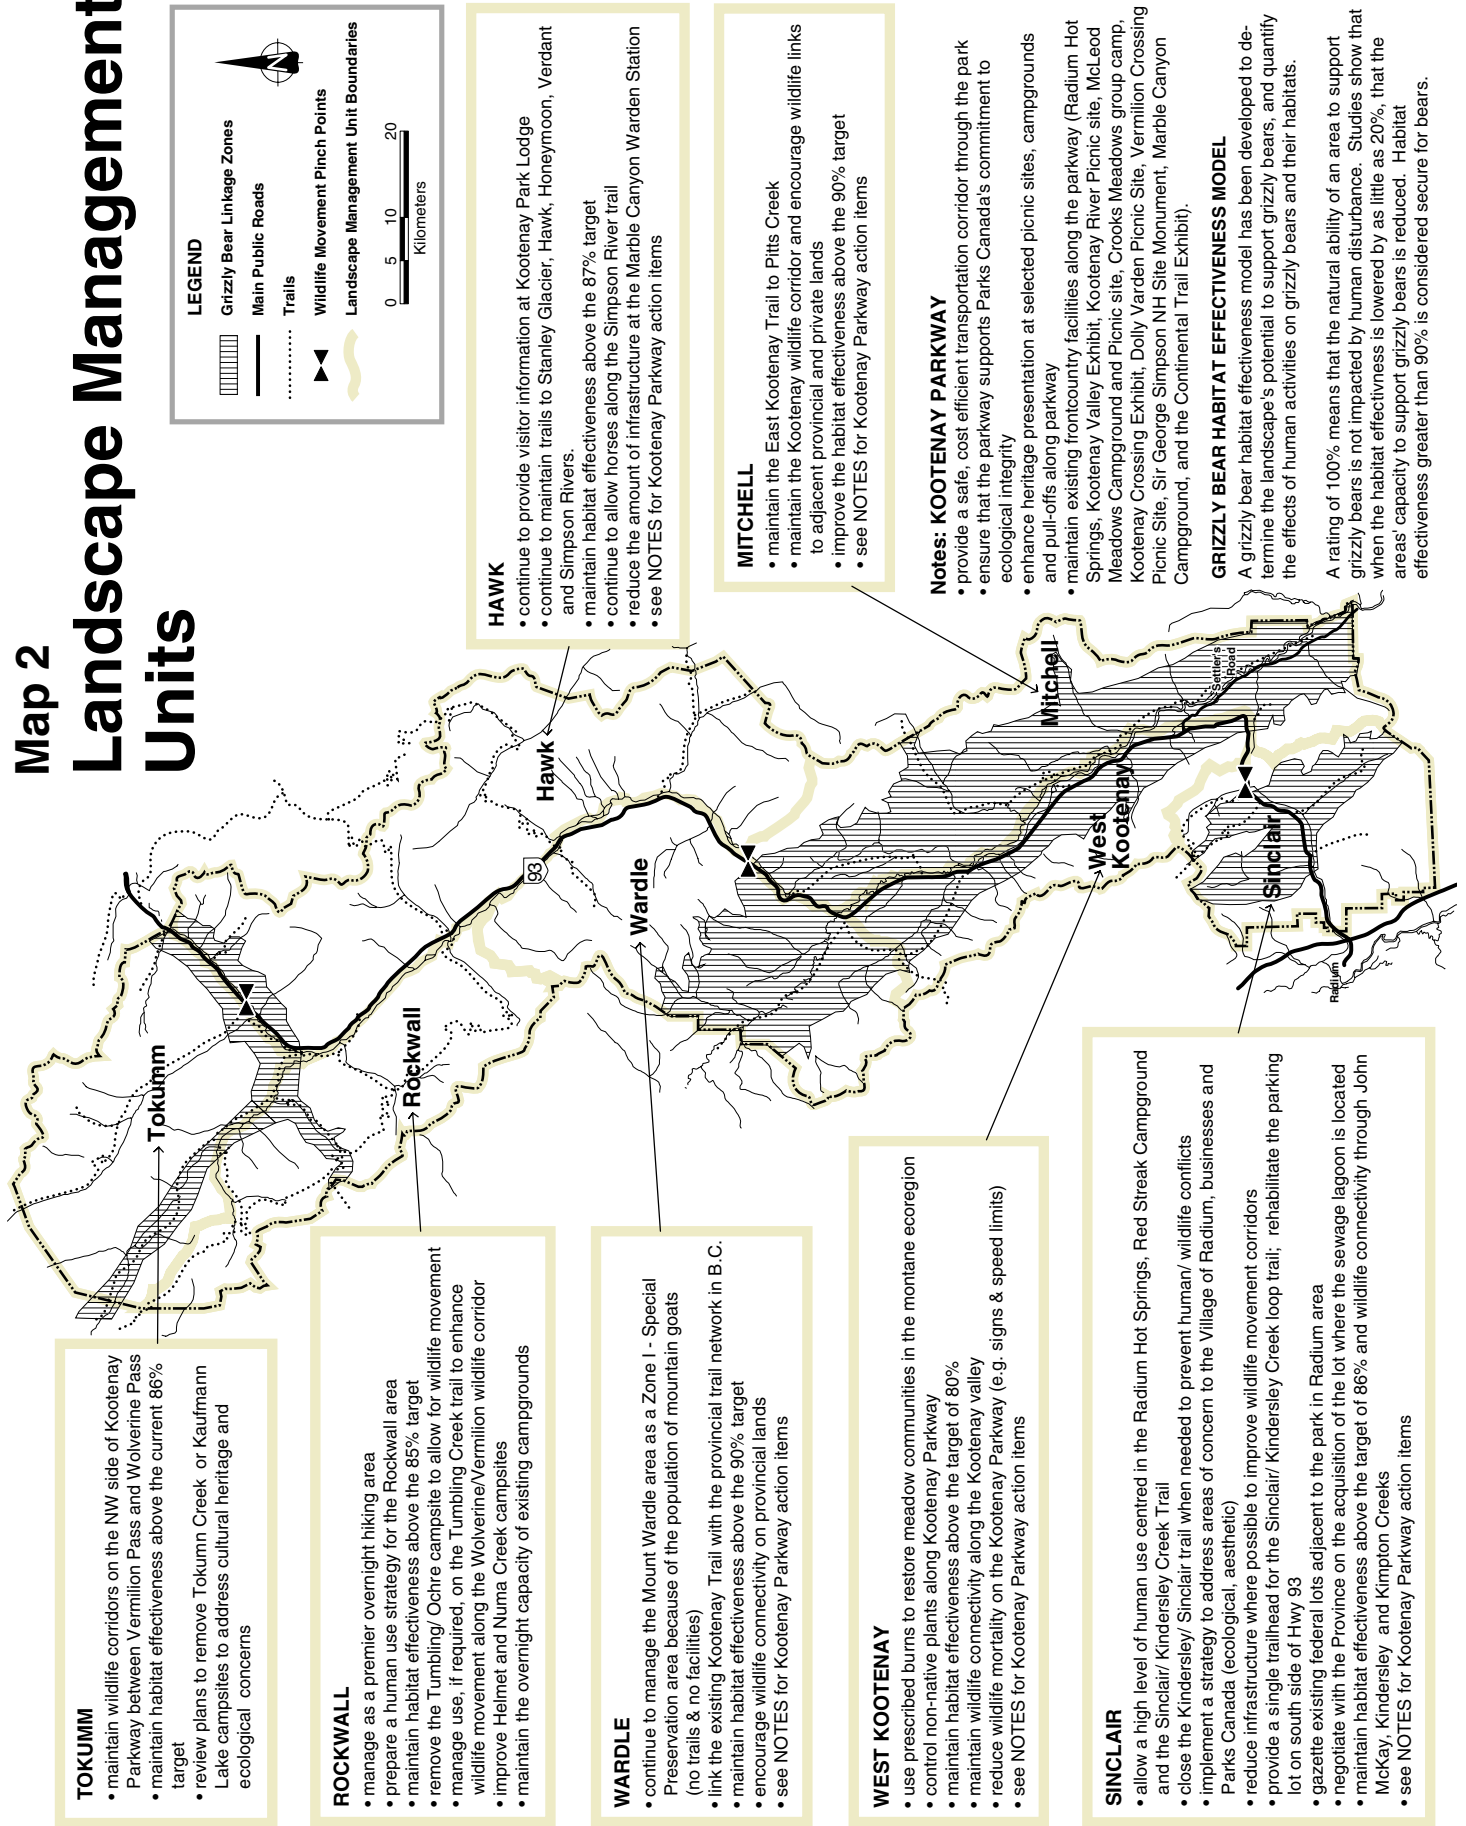 Map 2
Landscape Management
Units
LEGEND
Grizzly Bear Linkage Zones
Main Public Roads
Trails
Wildlife Movement Pinch Points
Landscape Management Unit Boundaries
N
0 5 10 20
Kilometers
TOKUMM
• maintain wildlife corridors on the NW side of Kootenay
Parkway between Vermilion Pass and Wolverine Pass
• maintain habitat effectiveness above the current 86%
target
• review plans to remove Tokumn Creek or Kaufmann
Lake campsites to address cultural heritage and
ecological concerns
ROCKWALL
• manage as a premier overnight hiking area
• prepare a human use strategy for the Rockwall area
• maintain habitat effectiveness above the 85% target
• remove the Tumbling/ Ochre campsite to allow for wildlife movement
• manage use, if required, on the Tumbling Creek trail to enhance
wildlife movement along the Wolverine/Vermilion wildlife corridor
• improve Helmet and Numa Creek campsites
• maintain the overnight capacity of existing campgrounds
WARDLE
• continue to manage the Mount Wardle area as a Zone I - Special
Preservation area because of the population of mountain goats
(no trails & no facilities)
• link the existing Kootenay Trail with the provincial trail network in B.C.
• maintain habitat effectiveness above the 90% target
• encourage wildlife connectivity on provincial lands
• see NOTES for Kootenay Parkway action items
WEST KOOTENAY
• use prescribed burns to restore meadow communities in the montane ecoregion
• control non-native plants along Kootenay Parkway
• maintain habitat effectiveness above the target of 80%
• maintain wildlife connectivity along the Kootenay valley
• reduce wildlife mortality on the Kootenay Parkway (e.g. signs & speed limits)
• see NOTES for Kootenay Parkway action items
SINCLAIR
• allow a high level of human use centred in the Radium Hot Springs, Red Streak Campground
and the Sinclair/ Kindersley Creek Trail
• close the Kindersley/ Sinclair trail when needed to prevent human/ wildlife conflicts
• implement a strategy to address areas of concern to the Village of Radium, businesses and
Parks Canada (ecological, aesthetic)
• reduce infrastructure where possible to improve wildlife movement corridors
• provide a single trailhead for the Sinclair/ Kindersley Creek loop trail; rehabilitate the parking
lot on south side of Hwy 93
• gazette existing federal lots adjacent to the park in Radium area
• negotiate with the Province on the acquisition of the lot where the sewage lagoon is located
• maintain habitat effectiveness above the target of 86% and wildlife connectivity through John
McKay, Kindersley and Kimpton Creeks
• see NOTES for Kootenay Parkway action items
Tokumm
Rockwall
93
Hawk
Wardle
Mitchell
West
Kootenay
Settler's
Road
Sinclair
Radium
HAWK
• continue to provide visitor information at Kootenay Park Lodge
• continue to maintain trails to Stanley Glacier, Hawk, Honeymoon, Verdant
and Simpson Rivers.
• maintain habitat effectiveness above the 87% target
• continue to allow horses along the Simpson River trail
• reduce the amount of infrastructure at the Marble Canyon Warden Station
• see NOTES for Kootenay Parkway action items
MITCHELL
• maintain the East Kootenay Trail to Pitts Creek
• maintain the Kootenay wildlife corridor and encourage wildlife links
to adjacent provincial and private lands
• improve the habitat effectiveness above the 90% target
• see NOTES for Kootenay Parkway action items
Notes: KOOTENAY PARKWAY
• provide a safe, cost efficient transportation corridor through the park
• ensure that the parkway supports Parks Canada's commitment to
ecological integrity
• enhance heritage presentation at selected picnic sites, campgrounds
and pull-offs along parkway
• maintain existing frontcountry facilities along the parkway (Radium Hot
Springs, Kootenay Valley Exhibit, Kootenay River Picnic site, McLeod
Meadows Campground and Picnic site, Crooks Meadows group camp,
Kootenay Crossing Exhibit, Dolly Varden Picnic Site, Vermilion Crossing
Picnic Site, Sir George Simpson NH Site Monument, Marble Canyon
Campground, and the Continental Trail Exhibit).
GRIZZLY BEAR HABITAT EFFECTIVENESS MODEL
A grizzly bear habitat effectiveness model has been developed to de-
termine the landscape's potential to support grizzly bears, and quantify
the effects of human activities on grizzly bears and their habitats.
A rating of 100% means that the natural ability of an area to support
grizzly bears is not impacted by human disturbance. Studies show that
when the habitat effectivness is lowered by as little as 20%, that the
areas' capacity to support grizzly bears is reduced. Habitat
effectiveness greater than 90% is considered secure for bears.